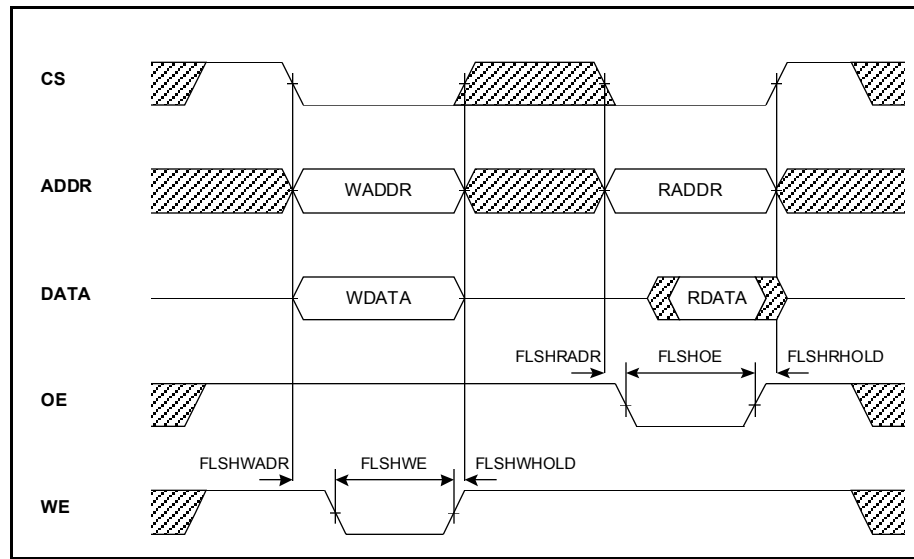 CS
ADDR WADDR RADDR
DATA WDATA RDATA
FLSHRADR FLSHOE FLSHRHOLD
OE
FLSHWADR FLSHWE FLSHWHOLD
WE